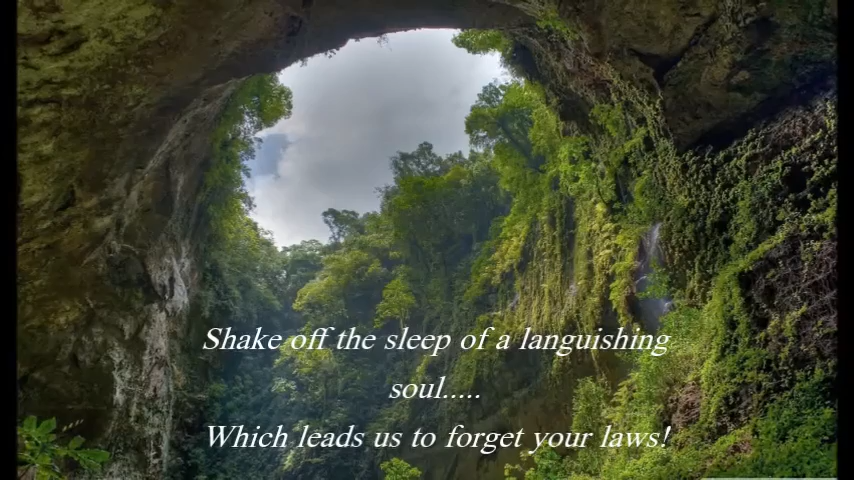 Shake off the sleep of a languishing
soul.....
Which leads us to forget your laws!